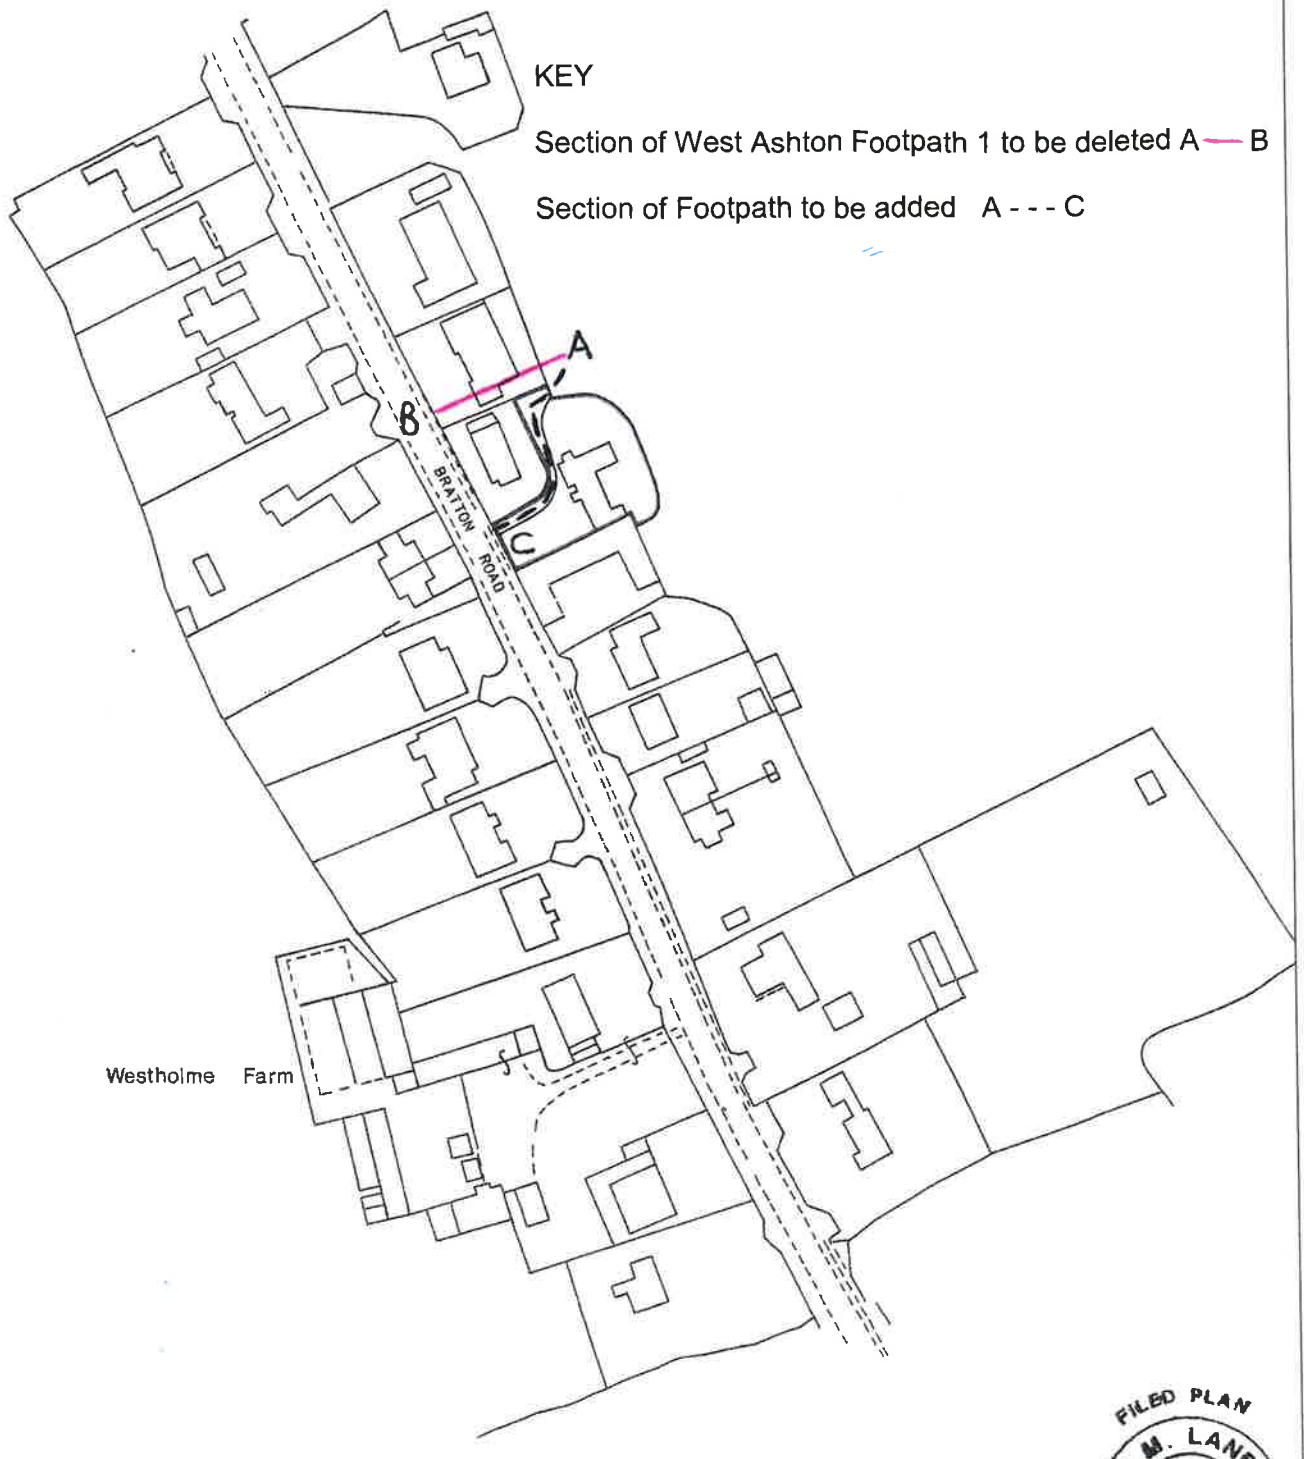 KEY
Section of West Ashton Footpath 1 to be deleted A — B
Section of Footpath to be added A - - - C
A
B
BRATTON
ROAD
C
Westholme Farm
FILED PLAN
M. LAND